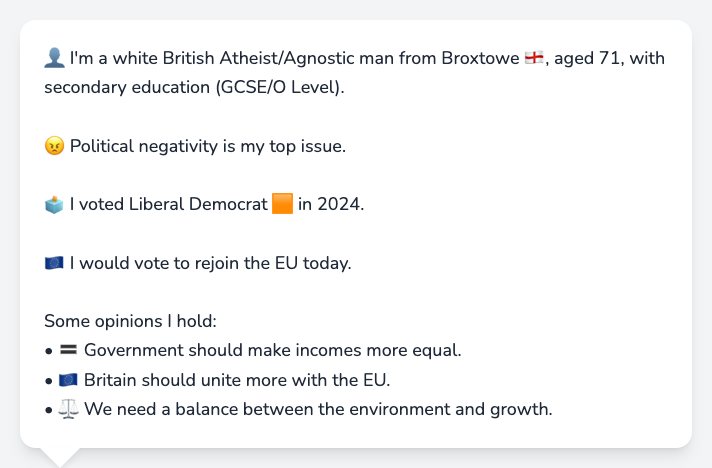 👤 I'm a white British Atheist/Agnostic man from Broxtowe 🏴󠁧󠁢󠁥󠁮󠁧󠁿, aged 71, with
secondary education (GCSE/O Level).
😠 Political negativity is my top issue.
🗳️ I voted Liberal Democrat 🟧 in 2024.
🇪🇺 I would vote to rejoin the EU today.
Some opinions I hold:
• 🟰 Government should make incomes more equal.
• 🇪🇺 Britain should unite more with the EU.
• ⚖️ We need a balance between the environment and growth.